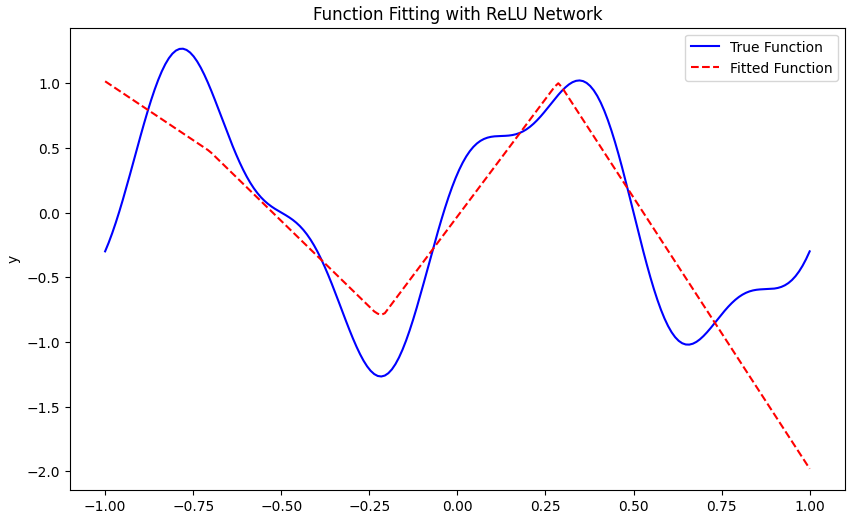 Function Fitting with ReLU Network
True Function
Fitted Function
y
1.0
0.5
0.0
−0.5
−1.0
−1.5
−2.0
−1.00 −0.75 −0.50 −0.25 0.00 0.25 0.50 0.75 1.00